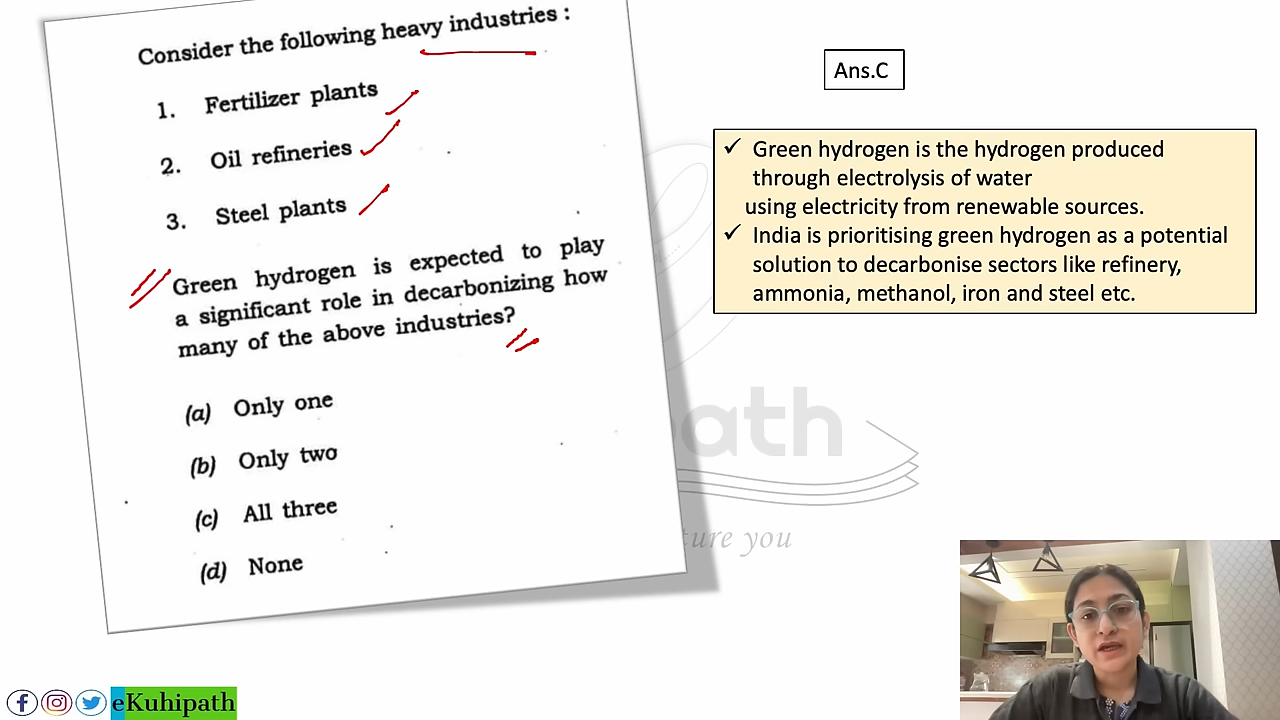 Consider the following heavy industries :
1. Fertilizer plants
2. Oil refineries
3. Steel plants
Green hydrogen is expected to play
a significant role in decarbonizing how
many of the above industries?
(a) Only one
(b) Only two
(c) All three
(d) None
Ans.C
✓ Green hydrogen is the hydrogen produced
through electrolysis of water
using electricity from renewable sources.
✓ India is prioritising green hydrogen as a potential
solution to decarbonise sectors like refinery,
ammonia, methanol, iron and steel etc.
path
ture you
eKuhipath